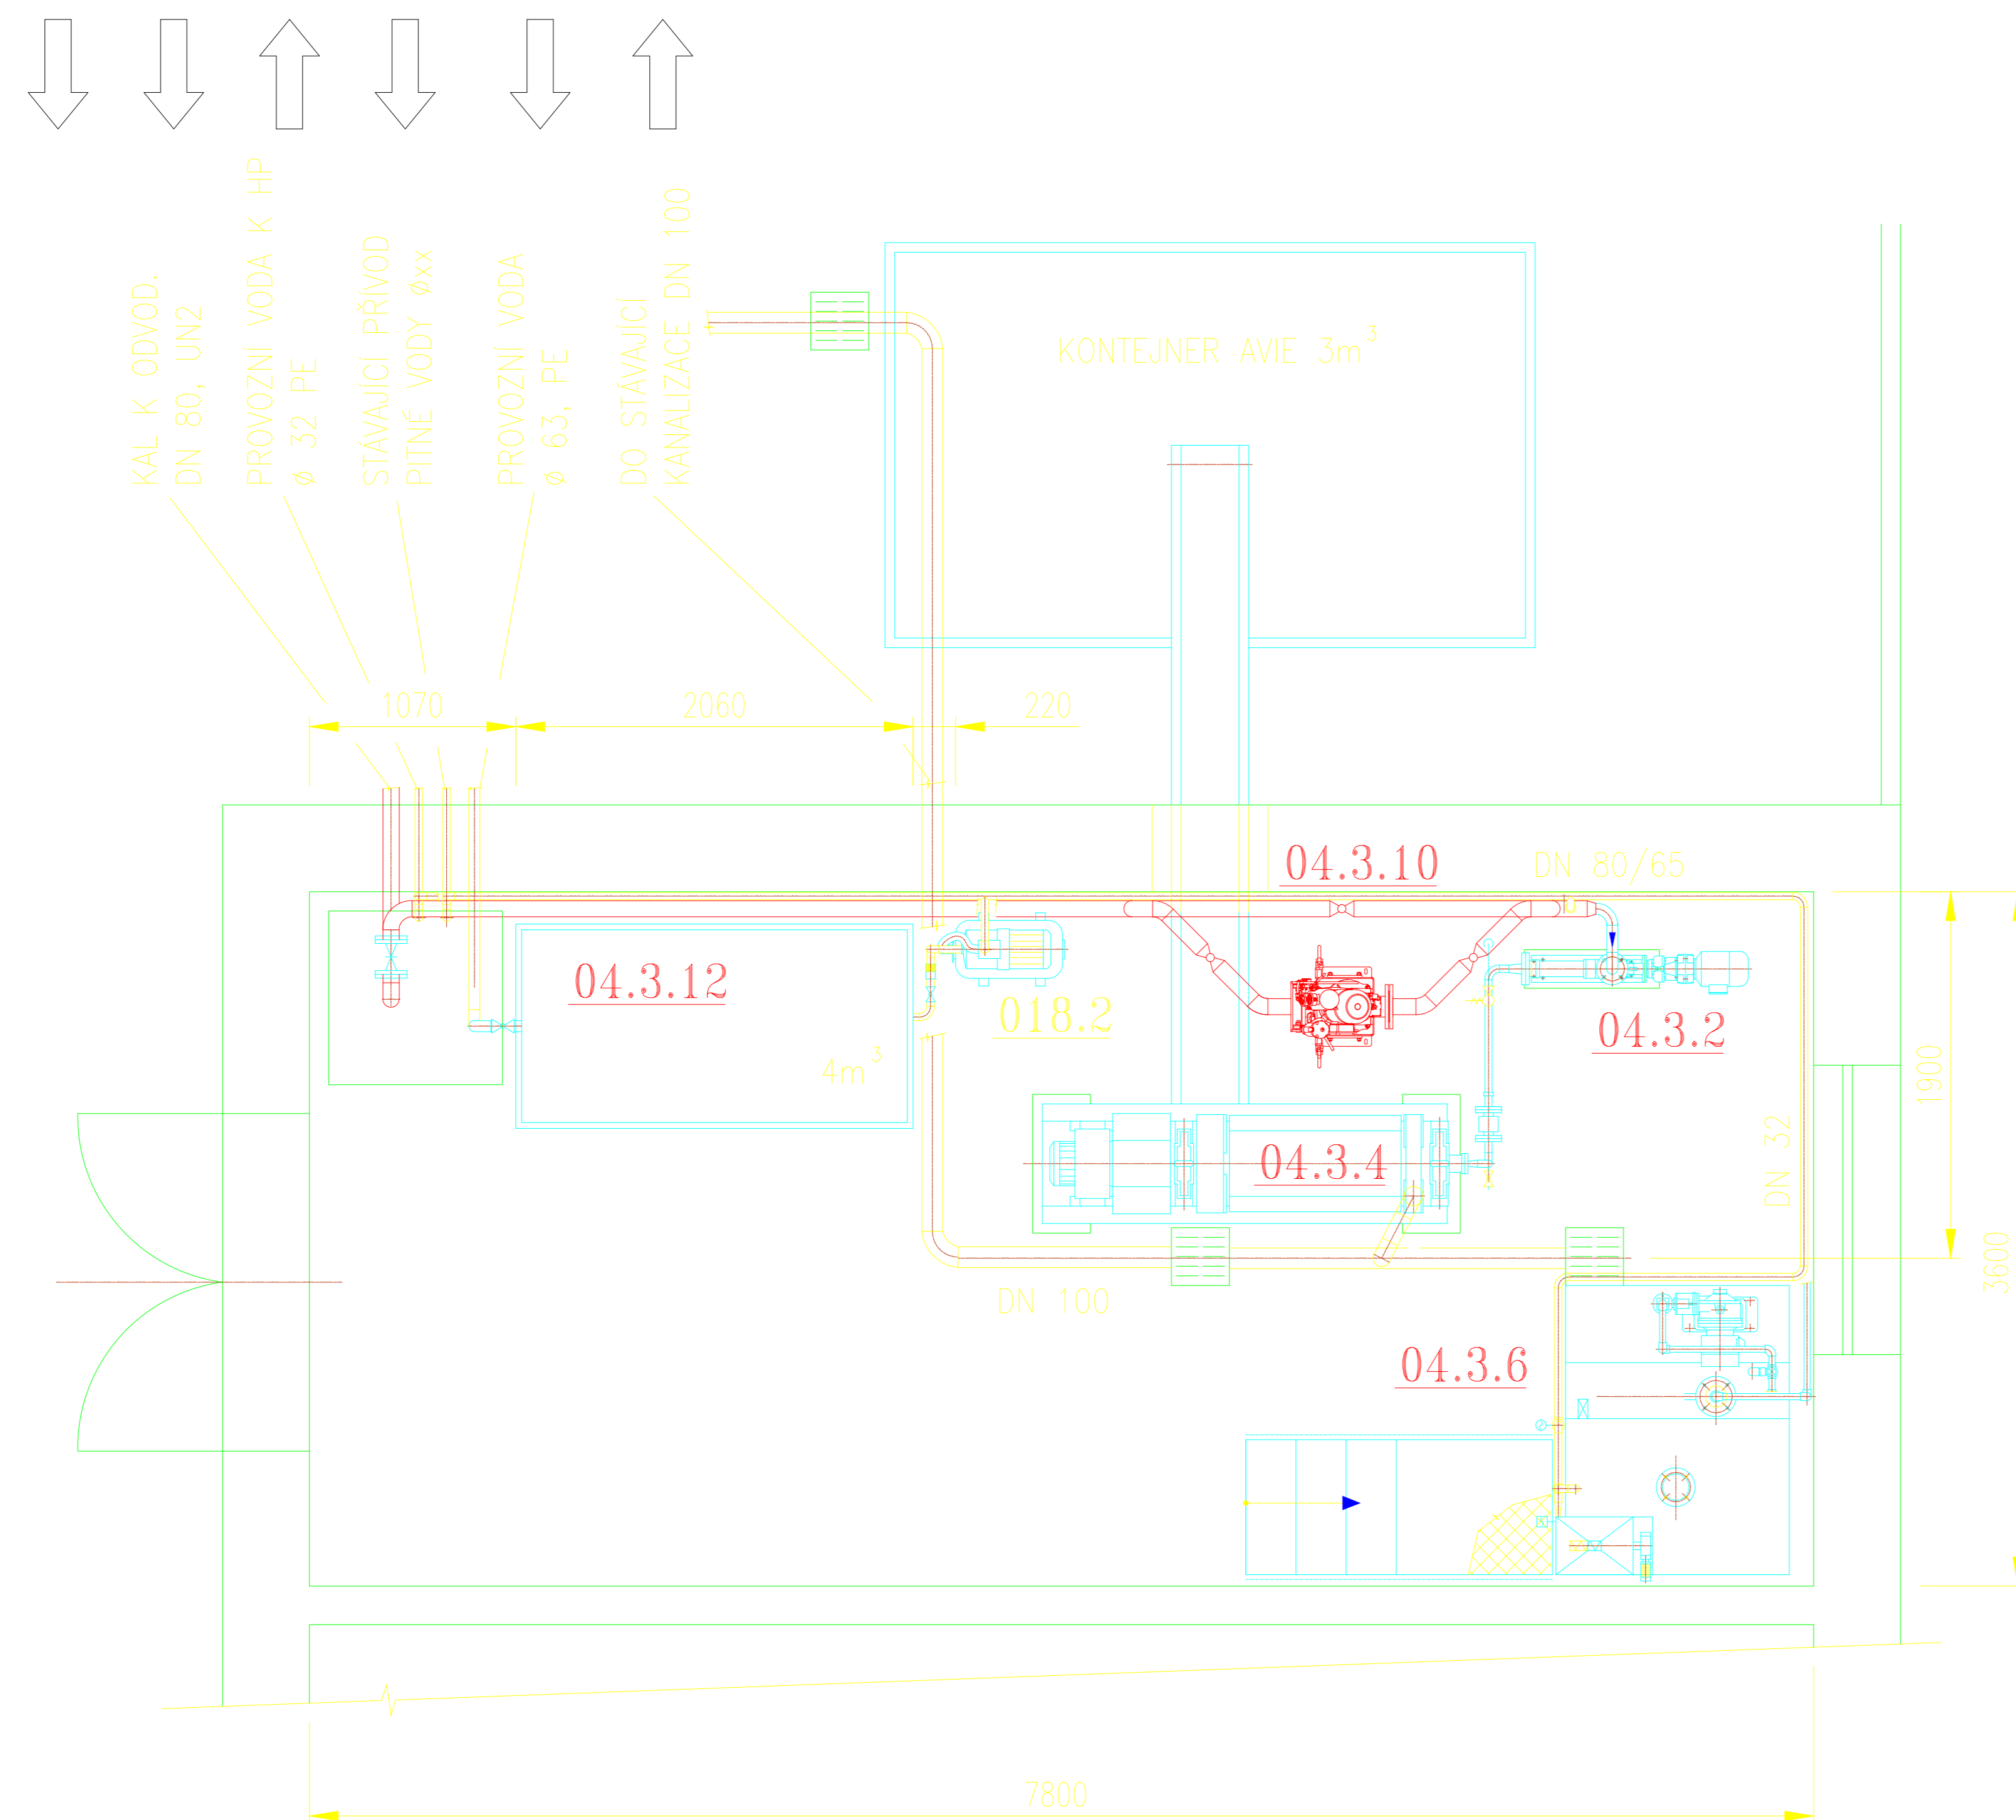 KAL K ODVOD.
DN 80, UN2
PROVOZNÍ VODA K HP
ø 32 PE
STÁVAJÍCÍ PŘÍVOD
PITNÉ VODY øxx
PROVOZNÍ VODA
ø 63, PE
DO STÁVAJÍCÍ
KANALIZACE DN 100
KONTEJNER AVIE 3m³
1070
2060
220
04.3.10
DN 80/65
04.3.12
018.2
04.3.2
4m³
1900
04.3.4
DN 32
3600
DN 100
04.3.6
7800